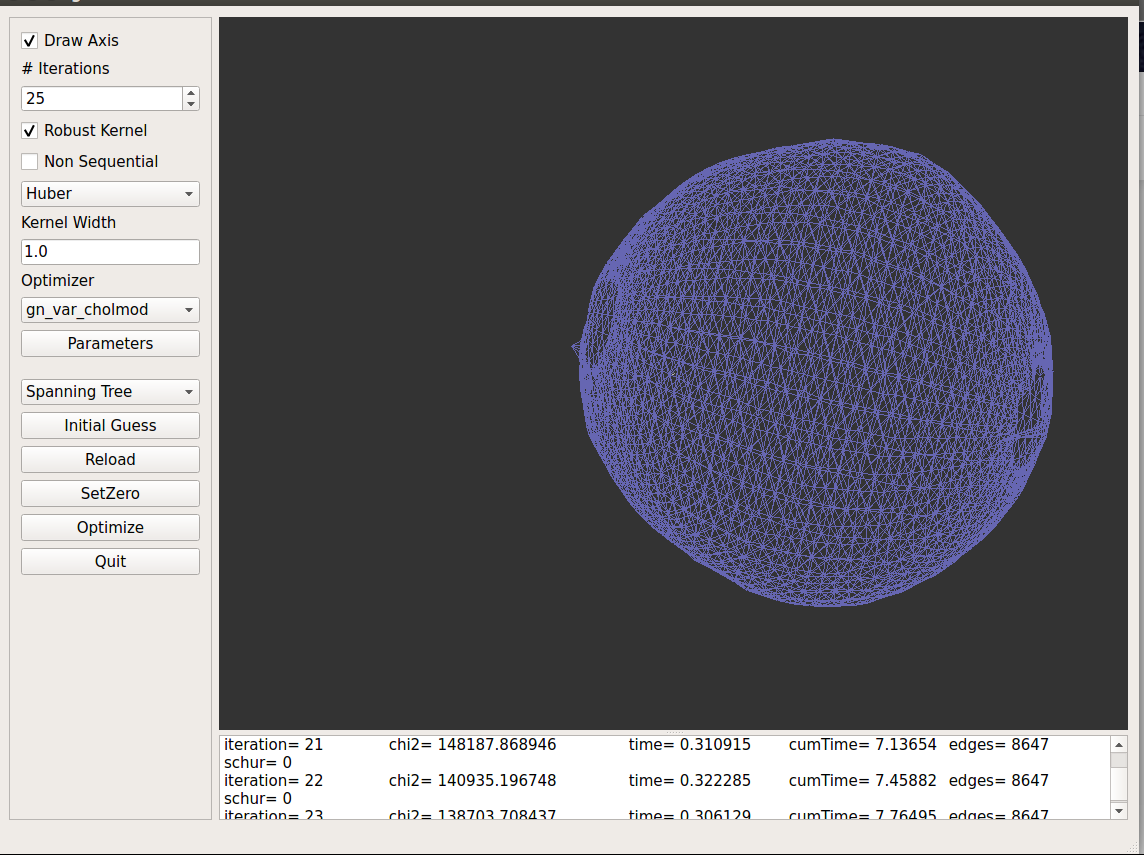 Draw Axis
# Iterations
25
Robust Kernel
Non Sequential
Huber
Kernel Width
1.0
Optimizer
gn_var_cholmod
Parameters
Spanning Tree
Initial Guess
Reload
SetZero
Optimize
Quit
iteration= 21 chi2= 148187.868946 time= 0.310915 cumTime= 7.13654 edges= 8647
schur= 0
iteration= 22 chi2= 140935.196748 time= 0.322285 cumTime= 7.45882 edges= 8647
schur= 0
iteration= 23 chi2= 138703.708437 time= 0.306129 cumTime= 7.76495 edges= 8647